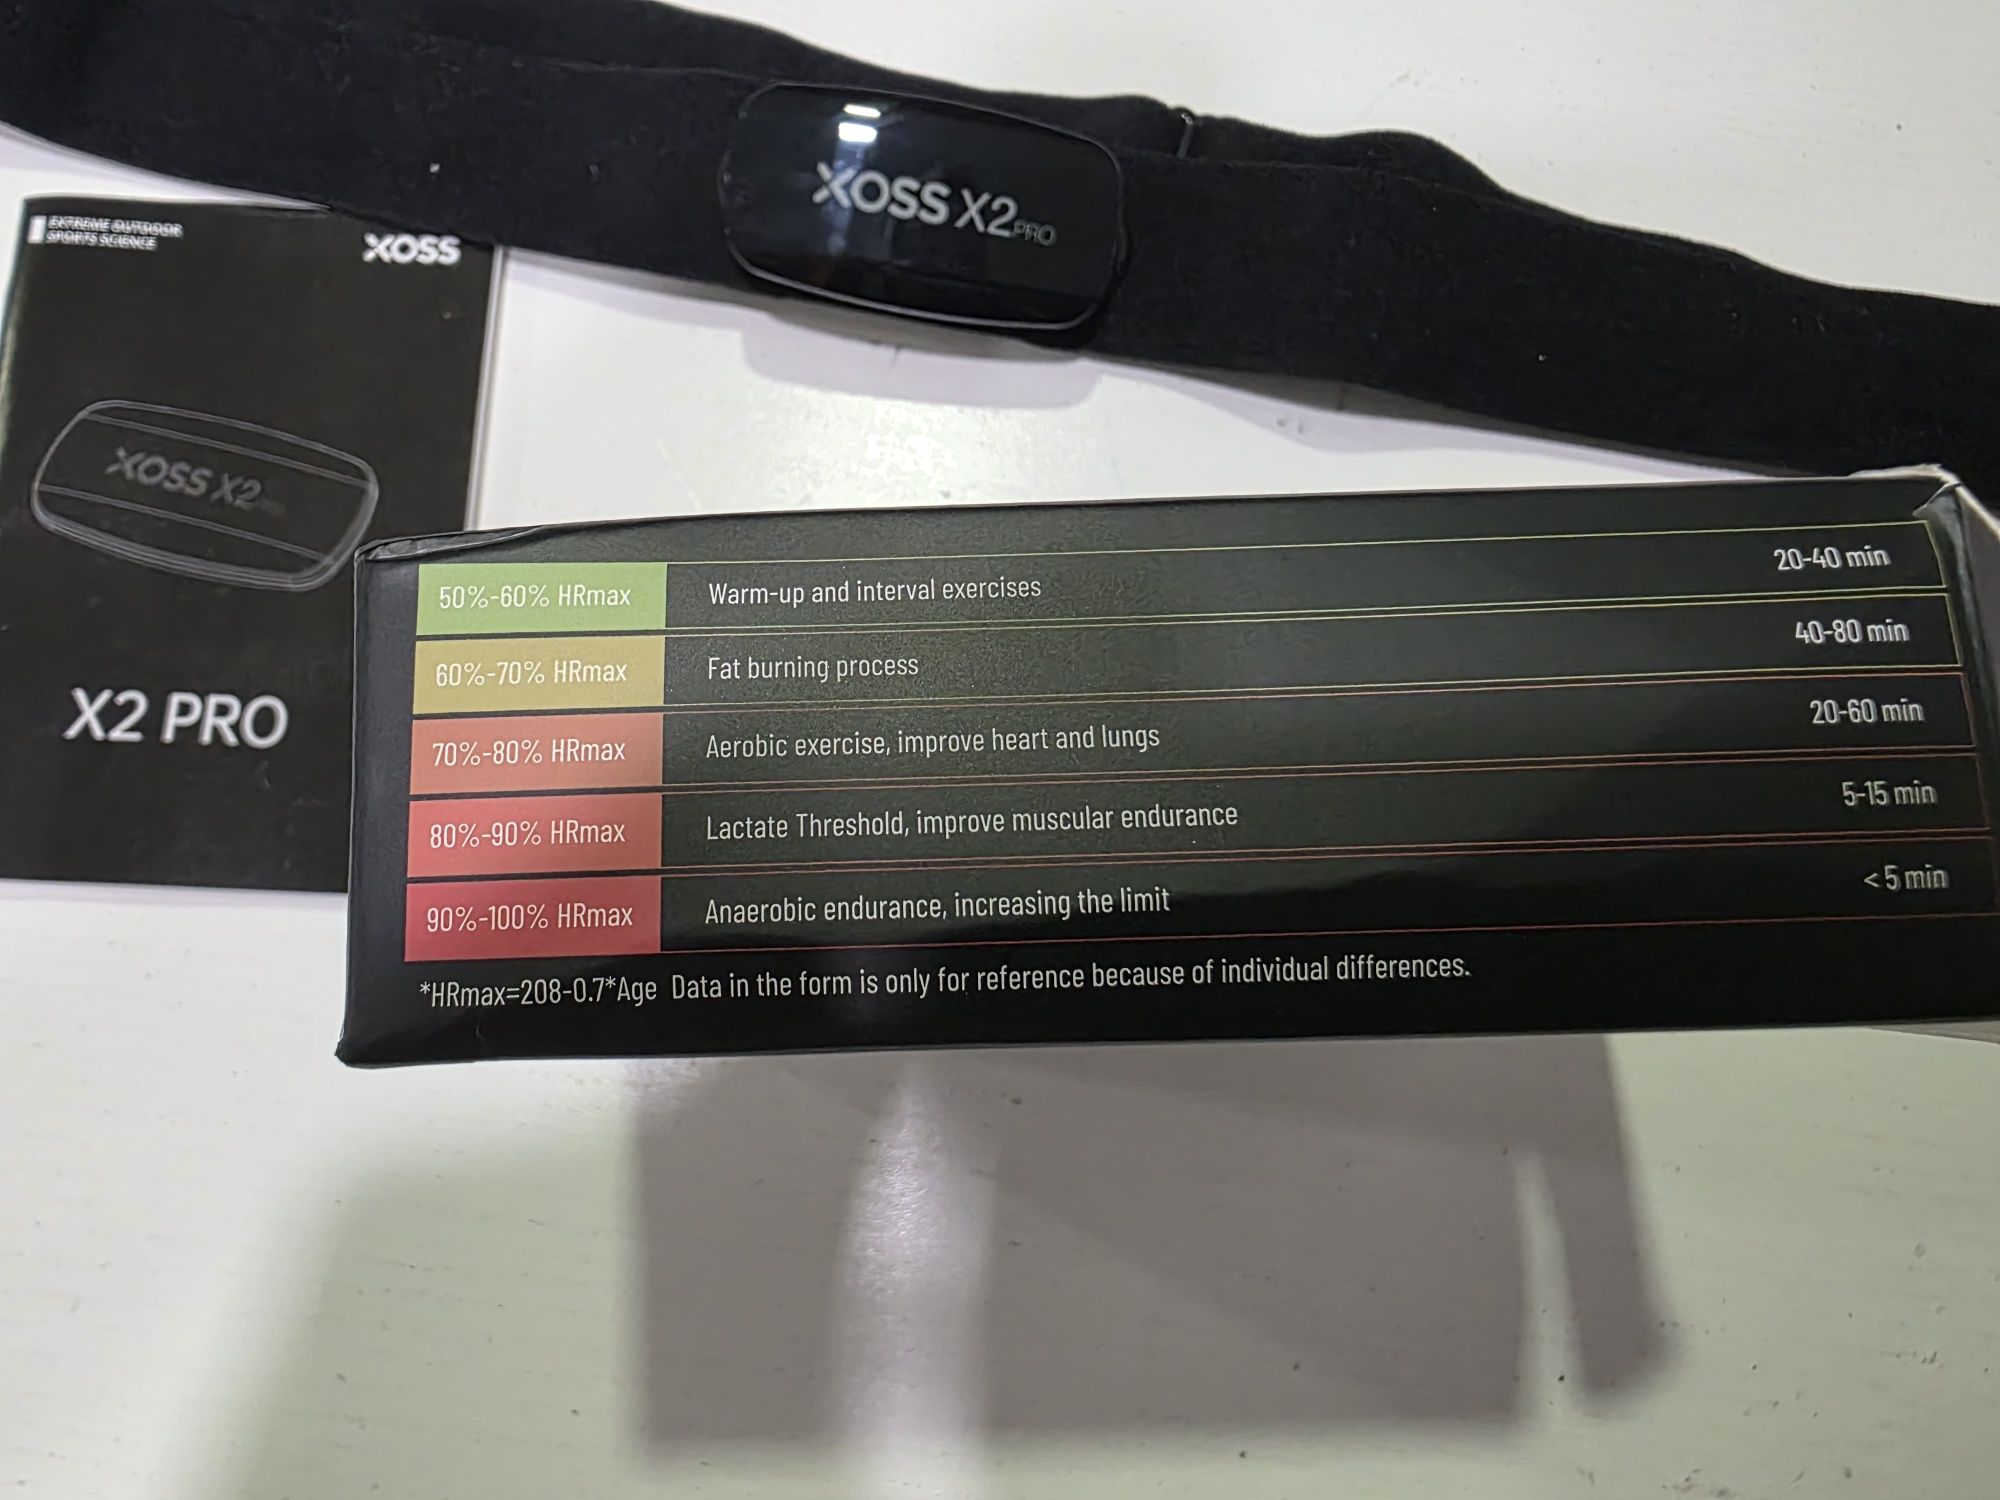 XOSS X2 PRO
EXTREME OUTDOOR
SPORTS SCIENCE
XOSS
XOSS X2
X2 PRO
50%-60% HRmax Warm-up and interval exercises 20-40 min
60%-70% HRmax Fat burning process 40-80 min
70%-80% HRmax Aerobic exercise, improve heart and lungs 20-60 min
80%-90% HRmax Lactate Threshold, improve muscular endurance 5-15 min
90%-100% HRmax Anaerobic endurance, increasing the limit <5 min
*HRmax=208-0.7*Age Data in the form is only for reference because of individual differences.